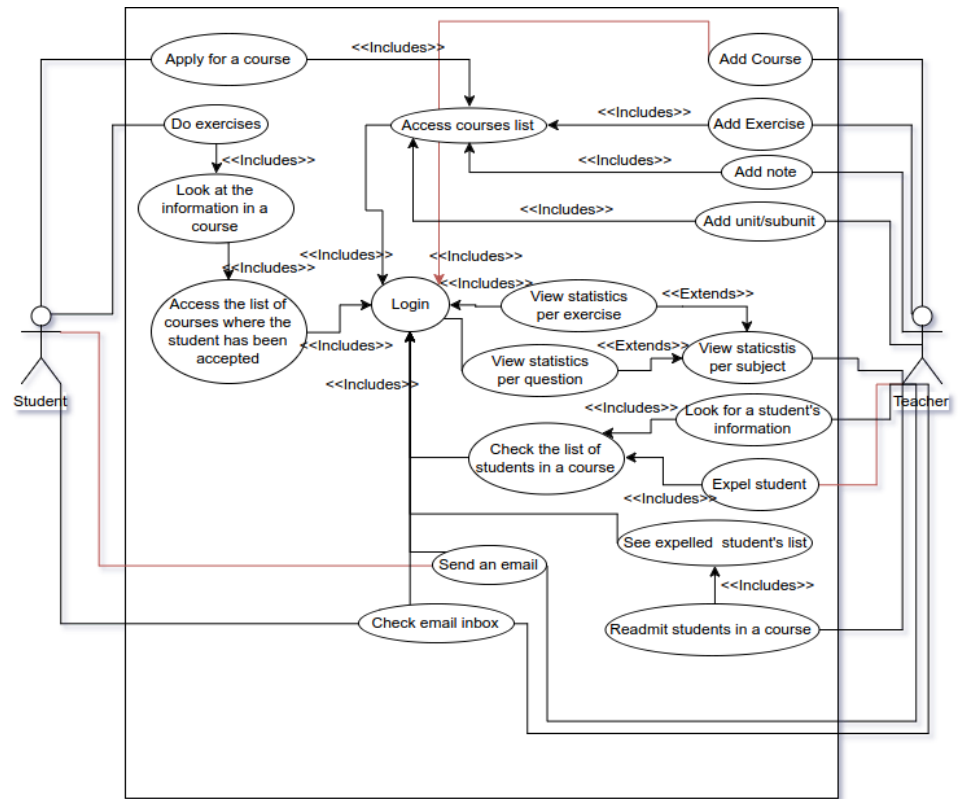 <<Includes>>
Apply for a course
Add Course
Do exercises
Access courses list
<<Includes>>
Add Exercise
<<Includes>>
<<Includes>>
Add note
Look at the
information in a
course
<<Includes>>
Add unit/subunit
<<Includes>>
<<Includes>>
<<Includes>>
<<Includes>>
Access the list of
courses where the
student has been
accepted
Login
View statistics
per exercise
<<Extends>>
<<Includes>>
<<Extends>>
View staticstis
per subject
View statistics
per question
<<Includes>>
Student
Teacher
<<Includes>>
Look for a student's
information
Check the list of
students in a course
Expel student
<<Includes>>
See expelled student's list
Send an email
<<Includes>>
Check email inbox
Readmit students in a course